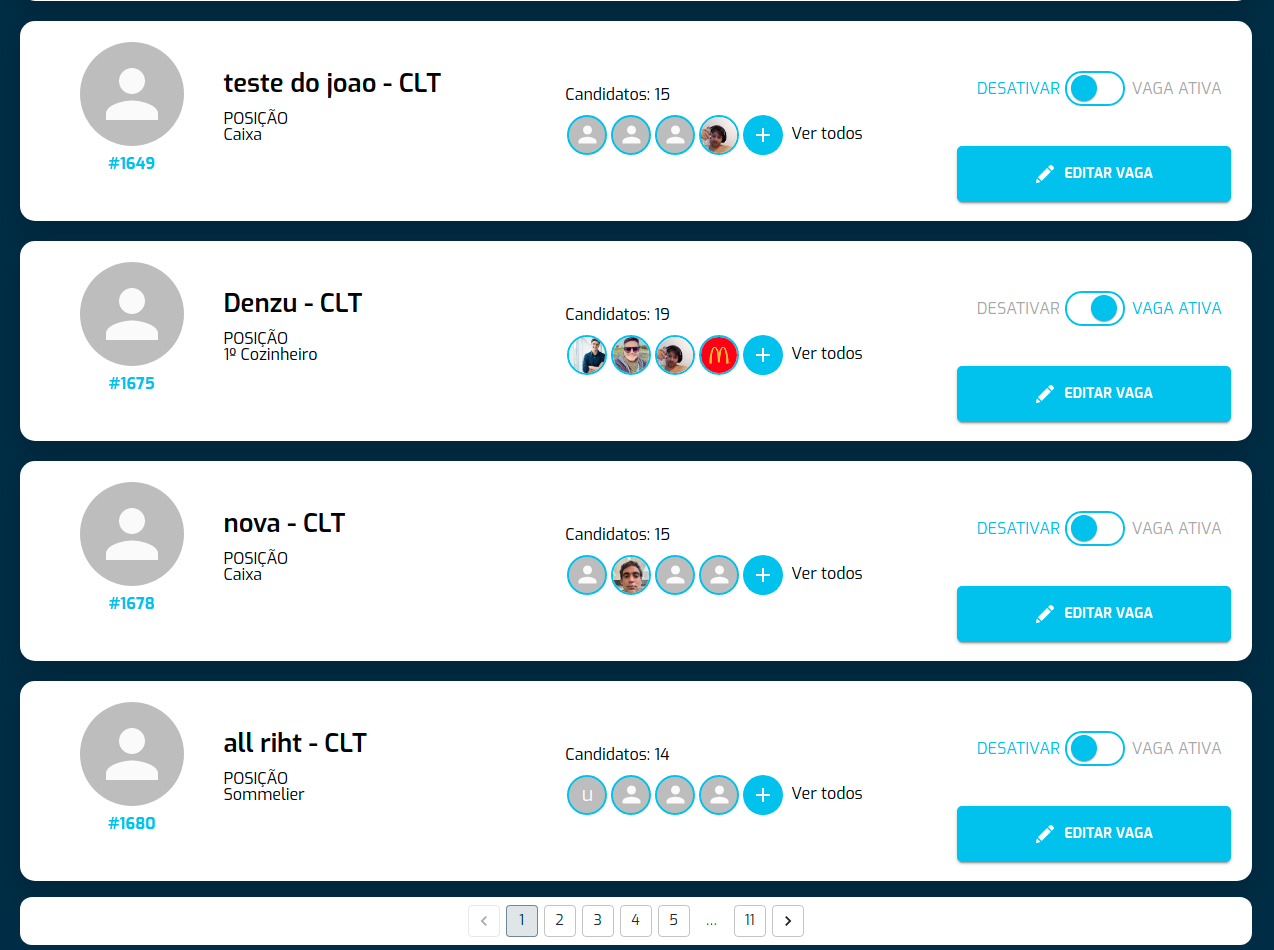 teste do joao - CLT
POSIÇÃO
Caixa
#1649
Candidatos: 15
Ver todos
DESATIVAR VAGA ATIVA
EDITAR VAGA
Denzu - CLT
POSIÇÃO
1º Cozinheiro
#1675
Candidatos: 19
Ver todos
DESATIVAR VAGA ATIVA
EDITAR VAGA
nova - CLT
POSIÇÃO
Caixa
#1678
Candidatos: 15
Ver todos
DESATIVAR VAGA ATIVA
EDITAR VAGA
all riht - CLT
POSIÇÃO
Sommelier
#1680
Candidatos: 14
u
Ver todos
DESATIVAR VAGA ATIVA
EDITAR VAGA
1 2 3 4 5 ... 11